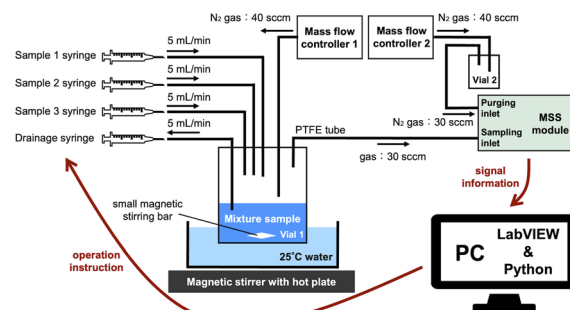 N₂ gas : 40 sccm
Mass flow
controller 1
Mass flow
controller 2
N₂ gas : 40 sccm
5 mL/min
Sample 1 syringe
5 mL/min
Sample 2 syringe
5 mL/min
Sample 3 syringe
5 mL/min
Drainage syringe
Vial 2
Purging
inlet
MSS
module
Sampling
inlet
N₂ gas : 30 sccm
PTFE tube
gas : 30 sccm
signal
information
small magnetic
stirring bar
Mixture sample
Vial 1
25˚C water
Magnetic stirrer with hot plate
operation
instruction
PC
LabVIEW
&
Python